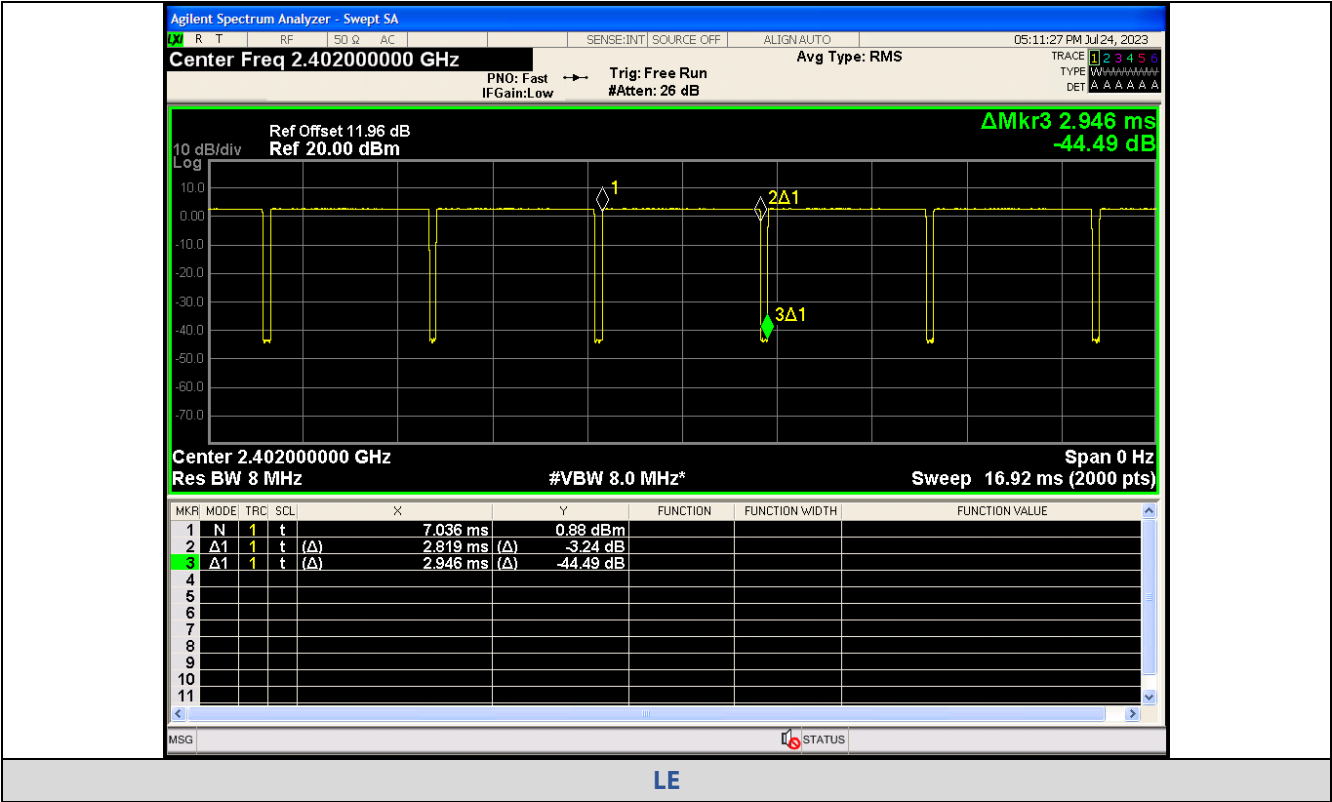 Agilent Spectrum Analyzer - Swept SA
LXI R T RF 50 Ω AC SENSE:INT SOURCE OFF ALIGN AUTO 05:11:27 PM Jul 24, 2023
Center Freq 2.402000000 GHz Avg Type: RMS TRACE 1 2 3 4 5 6
PNO: Fast Trig: Free Run TYPE WWWWWW
IFGain:Low #Atten: 26 dB DET A A A A A A
ΔMkr3 2.946 ms
Ref Offset 11.96 dB
10 dB/div Ref 20.00 dBm -44.49 dB
Log
10.0
0.00
-10.0
-20.0
-30.0
-40.0
-50.0
-60.0
-70.0
1
2Δ1
3Δ1
Center 2.402000000 GHz Span 0 Hz
Res BW 8 MHz #VBW 8.0 MHz* Sweep 16.92 ms (2000 pts)
MKR MODE TRC SCL X Y FUNCTION FUNCTION WIDTH FUNCTION VALUE
1 N 1 t 7.036 ms 0.88 dBm
2 Δ1 1 t (Δ) 2.819 ms (Δ) -3.24 dB
3 Δ1 1 t (Δ) 2.946 ms (Δ) -44.49 dB
4
5
6
7
8
9
10
11
MSG STATUS
LE